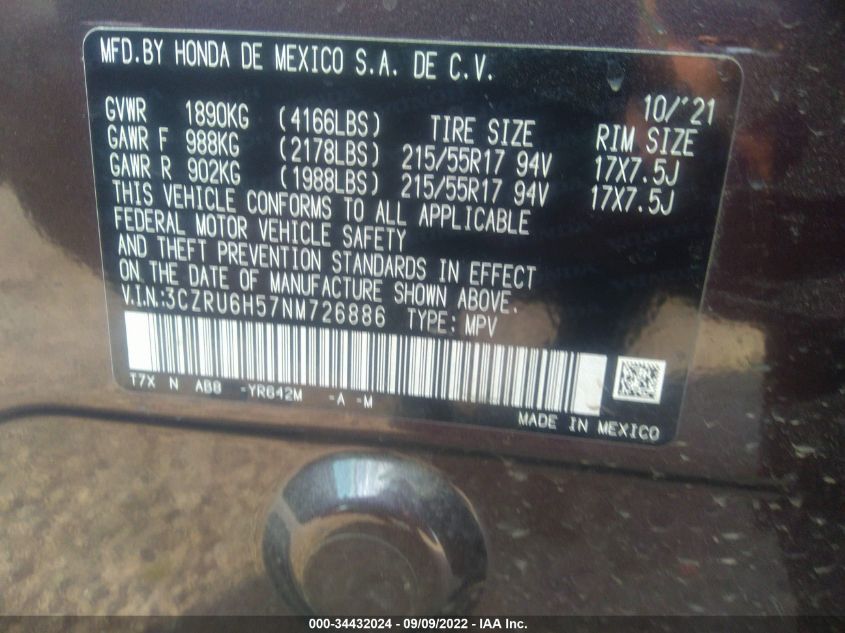 MFD.BY HONDA DE MEXICO S.A. DE C.V.
10/'21
GVWR 1890KG (4166LBS) TIRE SIZE RIM SIZE
GAWR F 988KG (2178LBS) 215/55R17 94V 17X7.5J
GAWR R 902KG (1988LBS) 215/55R17 94V 17X7.5J
THIS VEHICLE CONFORMS TO ALL APPLICABLE
FEDERAL MOTOR VEHICLE SAFETY
AND THEFT PREVENTION STANDARDS IN EFFECT
ON THE DATE OF MANUFACTURE SHOWN ABOVE.
V.I.N:3CZRU6H57NM726886 TYPE: MPV
T7X N AB8 -YR642M -A -M
MADE IN MEXICO
000-34432024 - 09/09/2022 - IAA Inc.